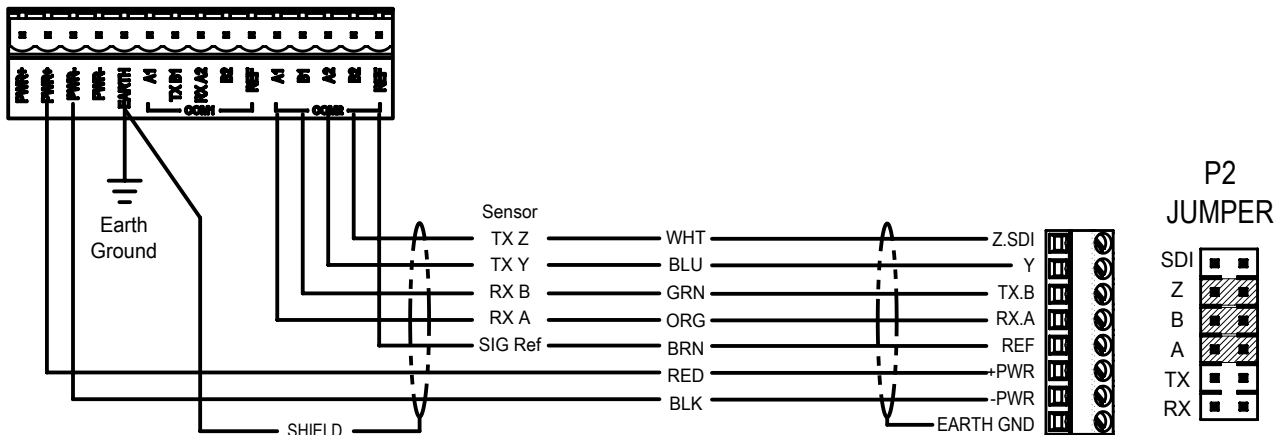 PWR+ PWR+ PWR- PWR- EARTH A1 TX B1 RX A2 B2 REF A1 B1 A2 B2 REF
COM1 COM2
Earth
Ground
Sensor
TX Z WHT Z.SDI
TX Y BLU Y
RX B GRN TX.B
RX A ORG RX.A
SIG Ref BRN REF
RED +PWR
BLK -PWR
SHIELD EARTH GND
P2
JUMPER
SDI
Z
B
A
TX
RX